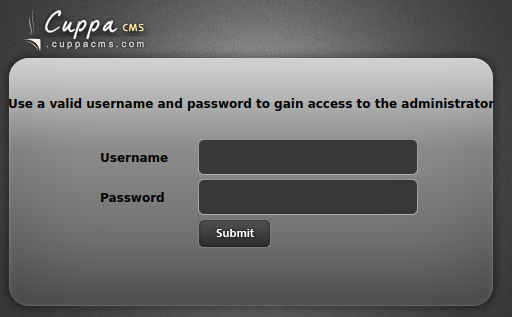 Cuppa CMS
.cuppacms.com
Use a valid username and password to gain access to the administrator
Username
Password
Submit